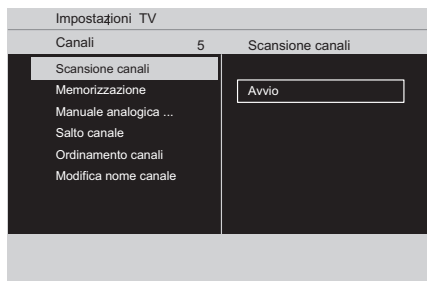 Impostazioni TV
Canali 5 Scansione canali
Scansione canali
Memorizzazione
Avvio
Manuale analogica ...
Salto canale
Ordinamento canali
Modifica nome canale